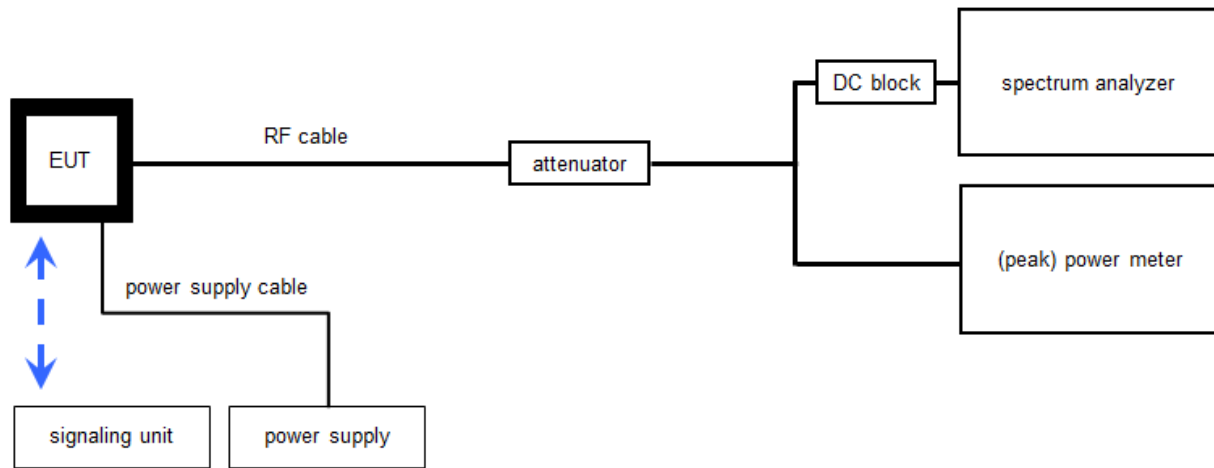 DC block
spectrum analyzer
RF cable
EUT
attenuator
(peak) power meter
power supply cable
signaling unit
power supply